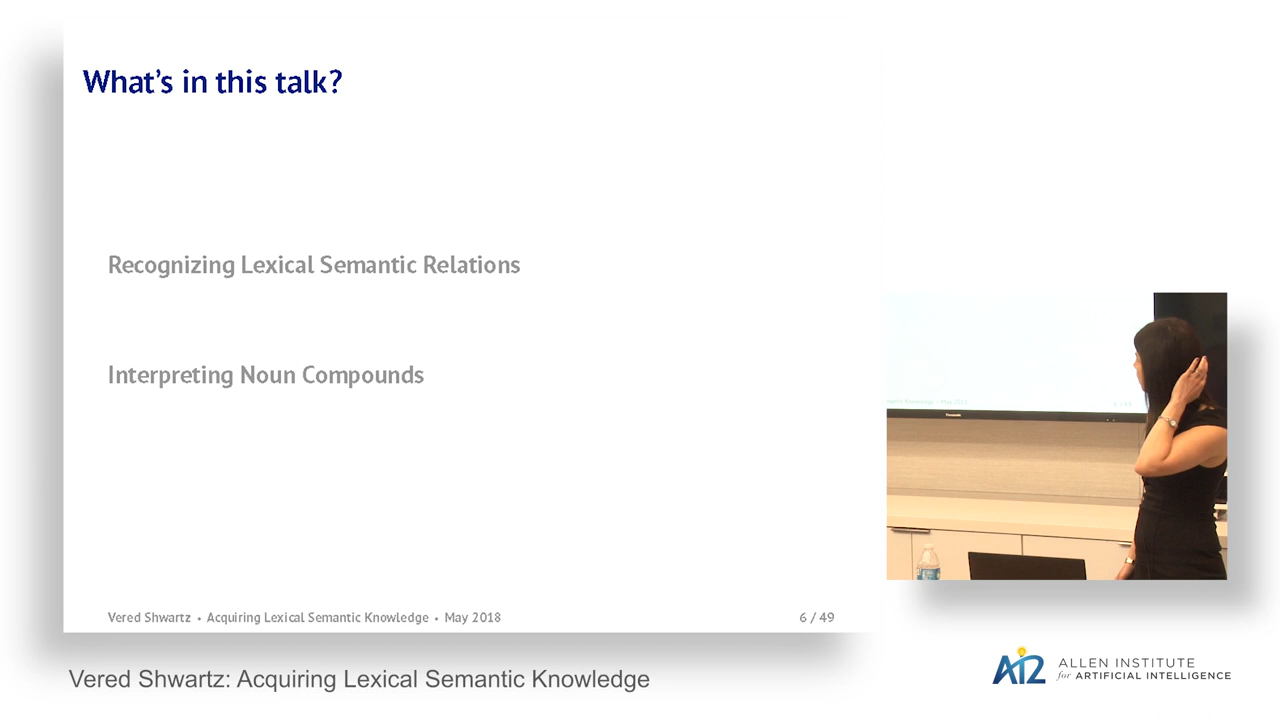 What's in this talk?
Recognizing Lexical Semantic Relations
Interpreting Noun Compounds
Vered Shwartz • Acquiring Lexical Semantic Knowledge • May 2018
6 / 49
Vered Shwartz: Acquiring Lexical Semantic Knowledge
AI2
ALLEN INSTITUTE
for ARTIFICIAL INTELLIGENCE